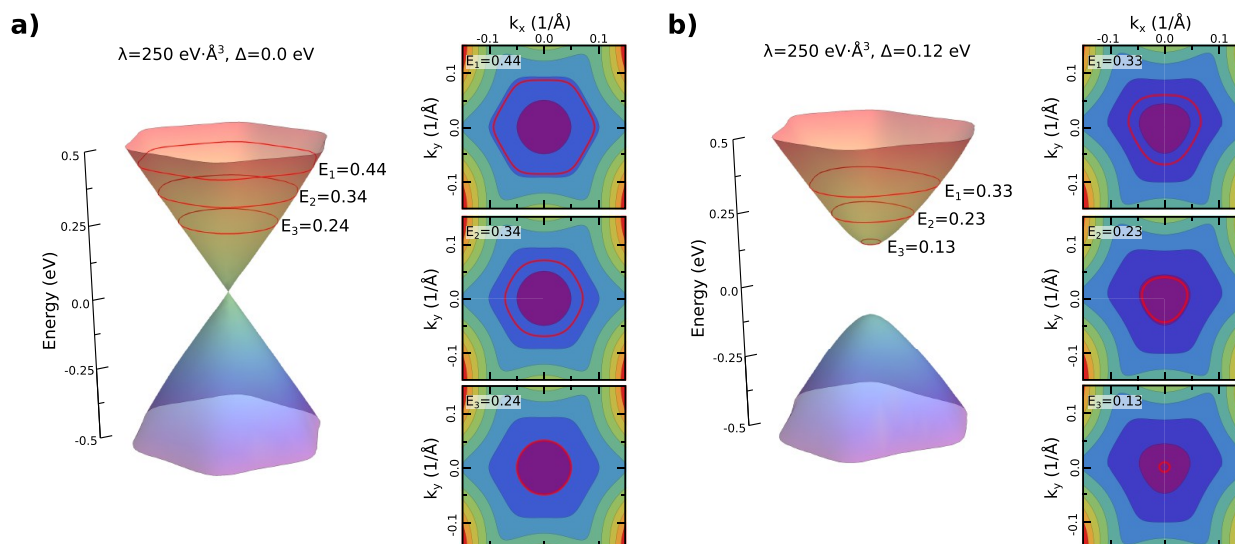 a)
λ=250 eV·Å³, Δ=0.0 eV
Energy (eV)
0.5
0.25
0.0
-0.25
-0.5
E₁=0.44
E₂=0.34
E₃=0.24
E₁=0.44
k_y (1/Å)
0.1
0.0
-0.1
E₂=0.34
k_y (1/Å)
0.1
0.0
-0.1
E₃=0.24
k_y (1/Å)
0.1
0.0
-0.1
k_x (1/Å)
-0.1 0.0 0.1
b)
λ=250 eV·Å³, Δ=0.12 eV
Energy (eV)
0.5
0.25
0.0
-0.25
-0.5
E₁=0.33
E₂=0.23
E₃=0.13
k_x (1/Å)
-0.1 0.0 0.1
E₁=0.33
k_y (1/Å)
0.1
0.0
-0.1
E₂=0.23
k_y (1/Å)
0.1
0.0
-0.1
E₃=0.13
k_y (1/Å)
0.1
0.0
-0.1